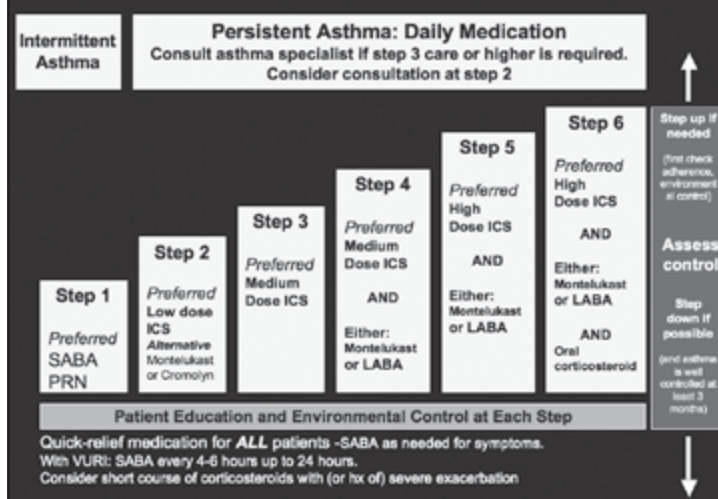 Intermittent
Asthma
Persistent Asthma: Daily Medication
Consult asthma specialist if step 3 care or higher is required.
Consider consultation at step 2
Step 1
Preferred
SABA
PRN
Step 2
Preferred
Low dose
ICS
Alternative
Montelukast
or Cromolyn
Step 3
Preferred
Medium
Dose ICS
Step 4
Preferred
Medium
Dose ICS
AND
Either:
Montelukast
or LABA
Step 5
Preferred
High
Dose ICS
AND
Either:
Montelukast
or LABA
Step 6
Preferred
High
Dose ICS
AND
Either:
Montelukast
or LABA
AND
Oral
corticosteroid
Step up if
needed
(first check
adherence,
environment
al control)
Assess
control
Step
down if
possible
(and asthma
is well
controlled at
least 3
months)
Patient Education and Environmental Control at Each Step
Quick-relief medication for ALL patients -SABA as needed for symptoms.
With VURI: SABA every 4-6 hours up to 24 hours.
Consider short course of corticosteroids with (or hx of) severe exacerbation